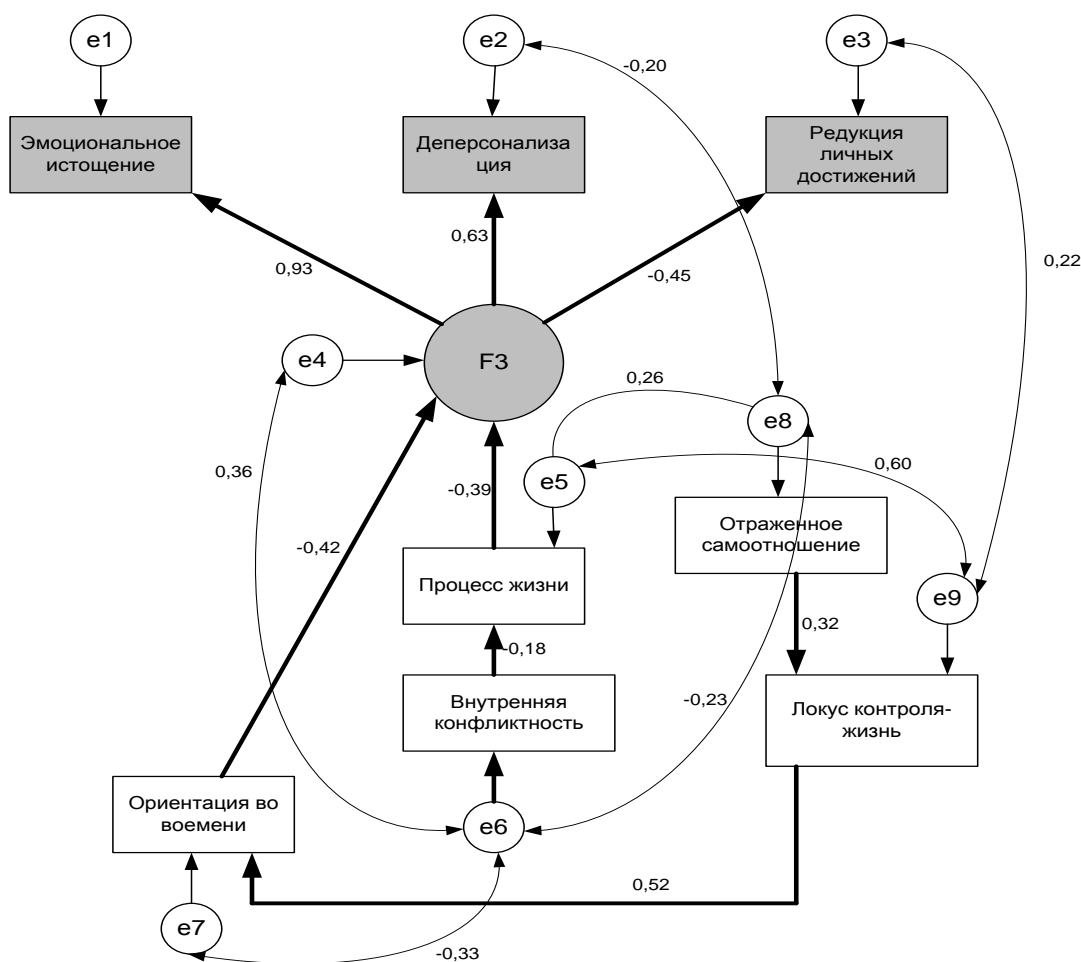 e1
e2
e3
-0,20
Эмоциональное
истощение
Деперсонализа
ция
Редукция
личных
достижений
0,93
0,63
-0,45
0,22
e4
F3
0,26
e8
0,36
-0,39
e5
0,60
-0,42
Отраженное
самоотношение
Процесс жизни
e9
0,32
-0,18
Внутренняя
конфликтность
-0,23
Локус контроля-
жизнь
Ориентация во
воемени
e6
0,52
e7
-0,33